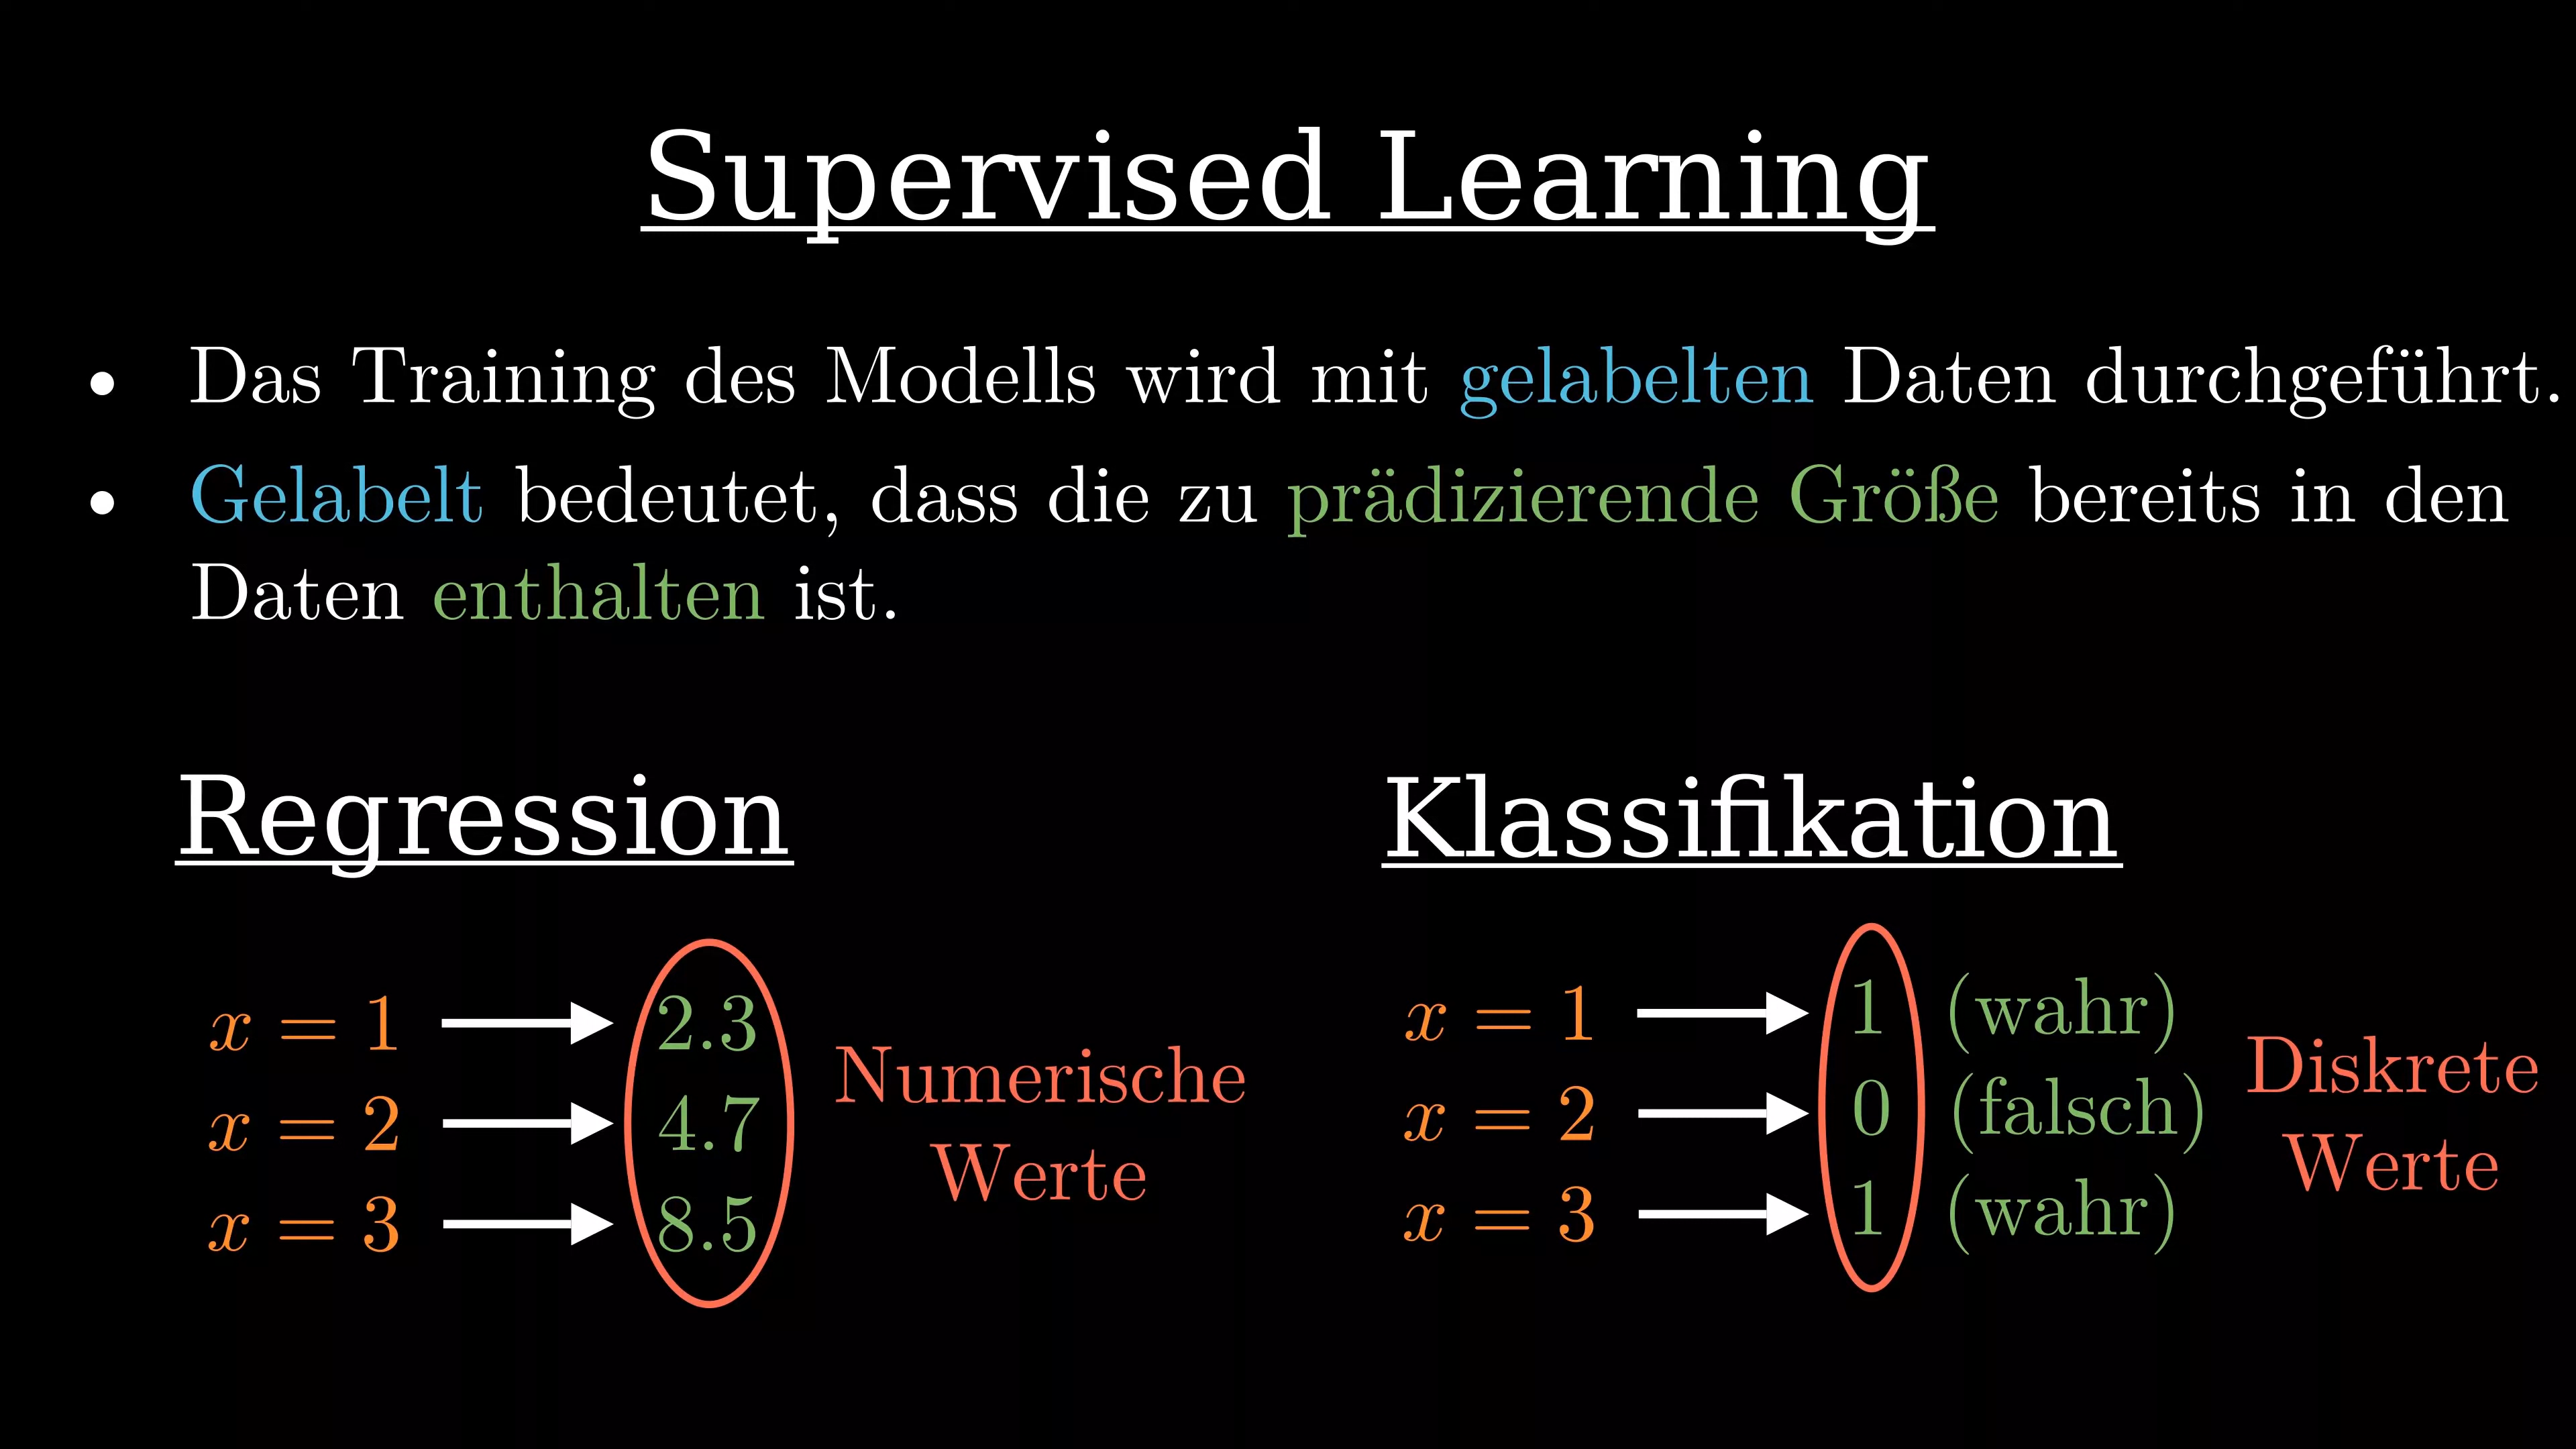 Supervised Learning
• Das Training des Modells wird mit gelabelten Daten durchgeführt.
• Gelabelt bedeutet, dass die zu prädizierende Größe bereits in den
Daten enthalten ist.
Regression
x = 1 2.3
x = 2 4.7
x = 3 8.5
Numerische
Werte
Klassifikation
x = 1 1 (wahr)
x = 2 0 (falsch)
x = 3 1 (wahr)
Diskrete
Werte